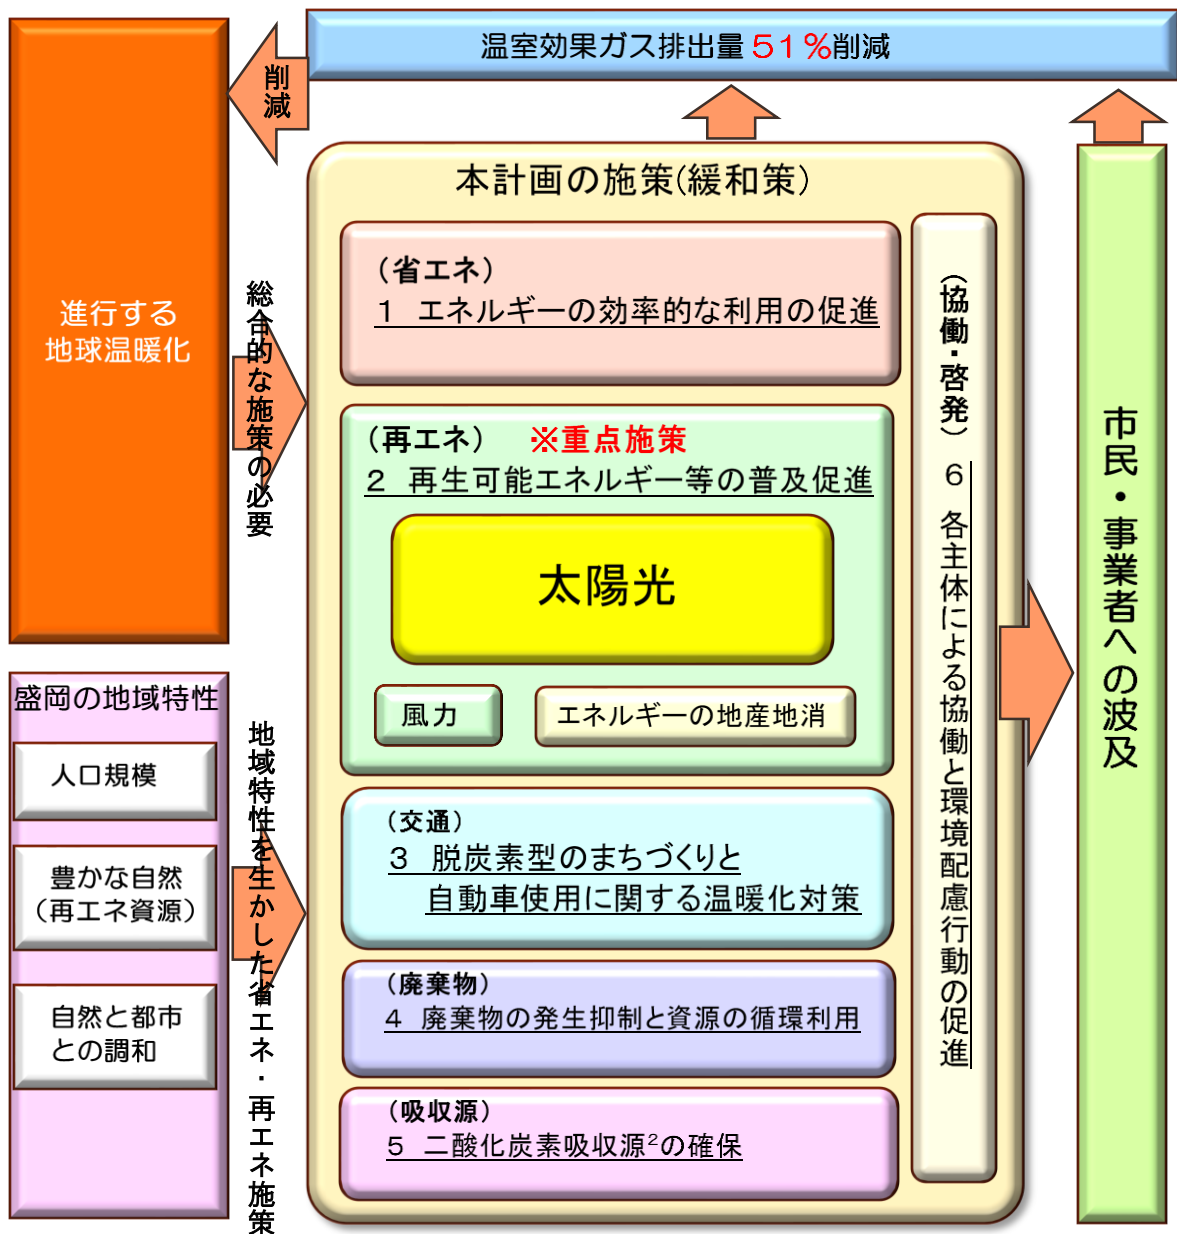 温室効果ガス排出量 51%削減
削減
進行する
地球温暖化
総合的な施策の必要
本計画の施策(緩和策)
(省エネ)
1 エネルギーの効率的な利用の促進
(再エネ) ※重点施策
2 再生可能エネルギー等の普及促進
太陽光
風力
エネルギーの地産地消
(交通)
3 脱炭素型のまちづくりと
自動車使用に関する温暖化対策
(廃棄物)
4 廃棄物の発生抑制と資源の循環利用
(吸収源)
5 二酸化炭素吸収源²の確保
(協働・啓発) 6 各主体による協働と環境配慮行動の促進
市民・事業者への波及
盛岡の地域特性
人口規模
豊かな自然
(再エネ資源)
自然と都市
との調和
地域特性を生かした省エネ・再エネ施策